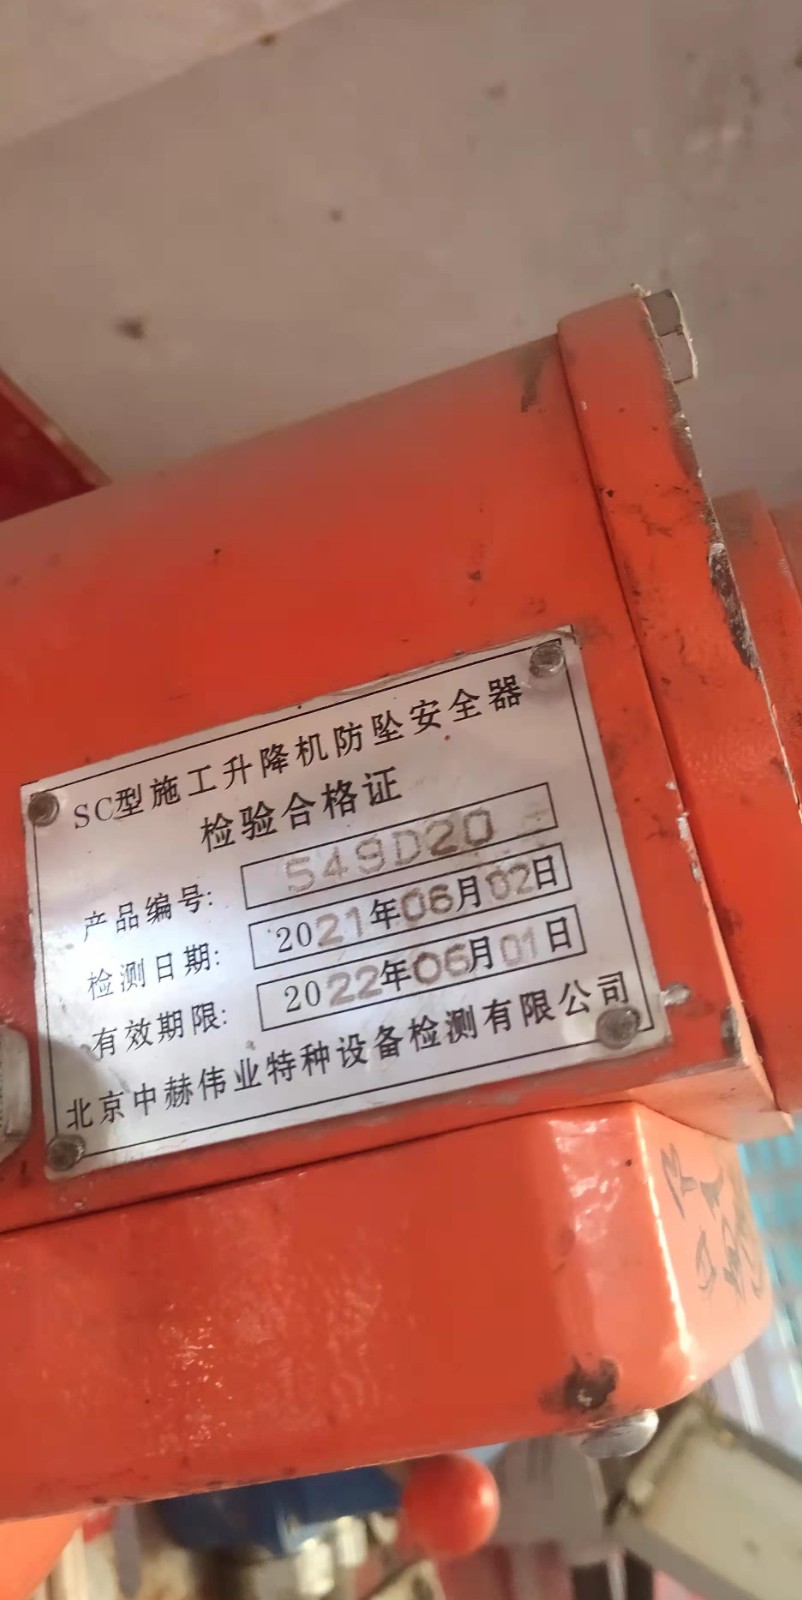 SC型施工升降机防坠安全器
检验合格证
产品编号: 549D20
检测日期: 2021年06月02日
有效期限: 2022年06月01日
北京中赫伟业特种设备检测有限公司